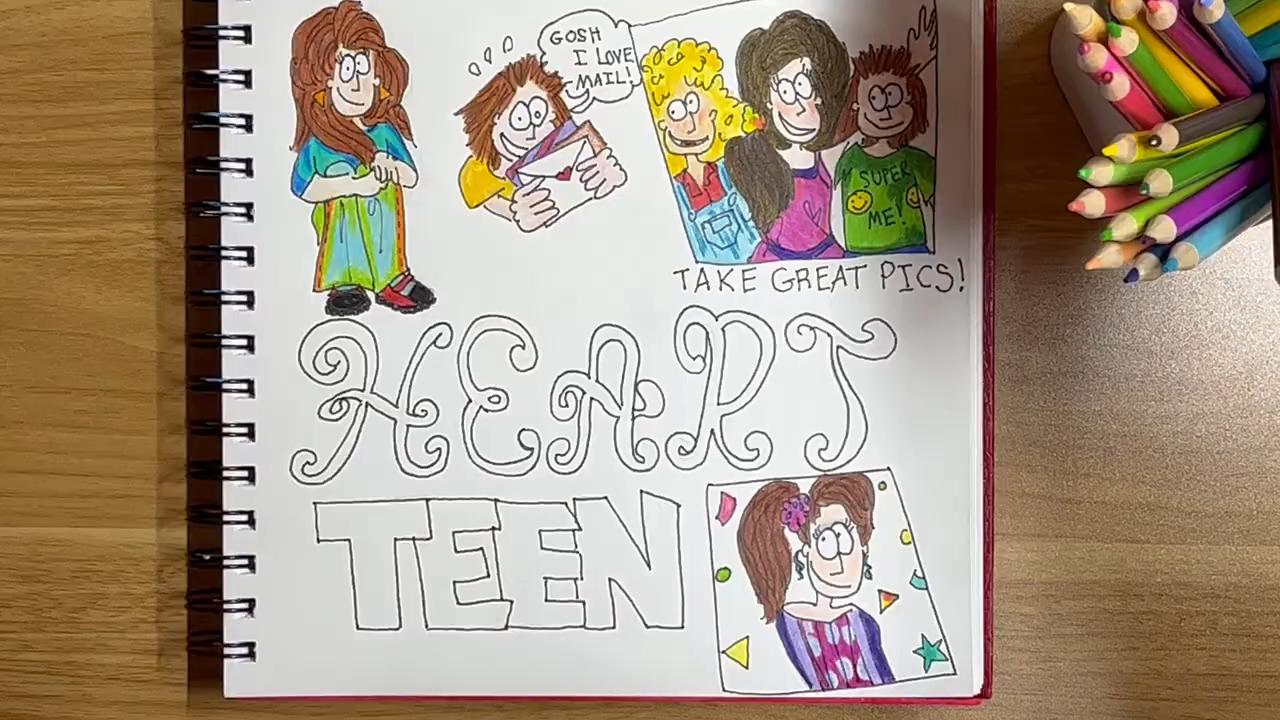 GOSH
I LOVE
MAIL!
SUPER
ME!
TAKE GREAT PICS!
HEART
TEEN